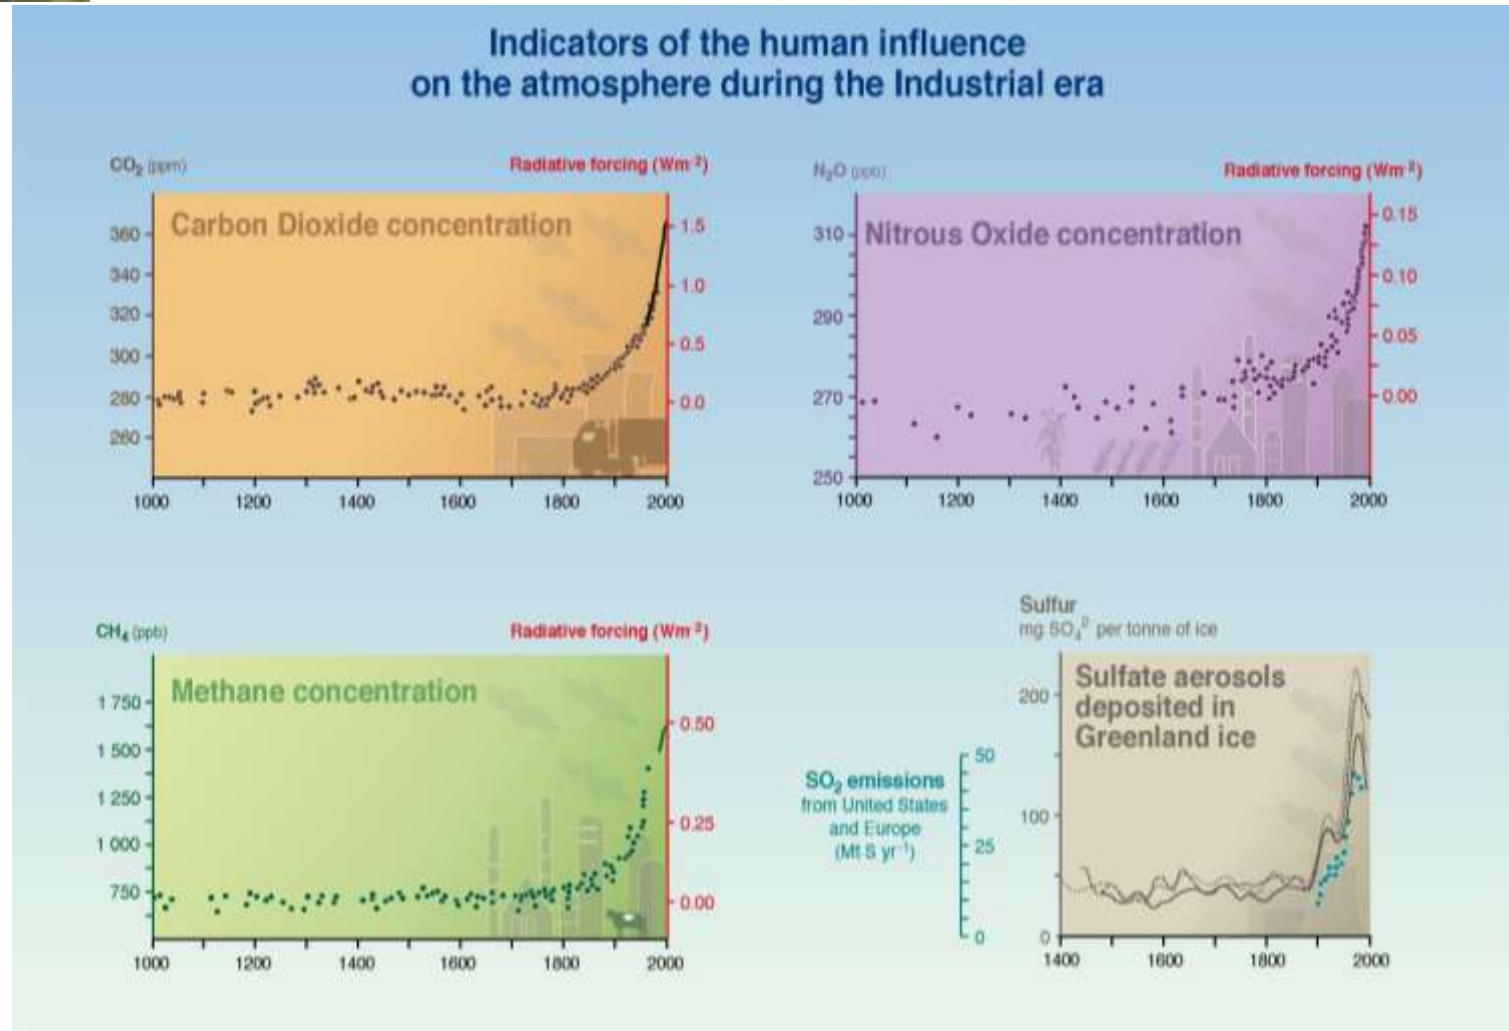 Indicators of the human influence
on the atmosphere during the Industrial era
CO₂ (ppm)
Radiative forcing (Wm⁻²)
Carbon Dioxide concentration
360
340
320
300
280
260
1.5
1.0
0.5
0.0
1000 1200 1400 1600 1800 2000
N₂O (ppb)
Radiative forcing (Wm⁻²)
Nitrous Oxide concentration
310
290
270
250
0.15
0.10
0.05
0.00
1000 1200 1400 1600 1800 2000
CH₄ (ppb)
Radiative forcing (Wm⁻²)
Methane concentration
1 750
1 500
1 250
1 000
750
0.50
0.25
0.00
1000 1200 1400 1600 1800 2000
Sulfur
mg SO₄² per tonne of ice
Sulfate aerosols
deposited in
Greenland ice
200
100
0
SO₂ emissions
from United States
and Europe
(Mt S yr⁻¹)
50
25
0
1400 1600 1800 2000